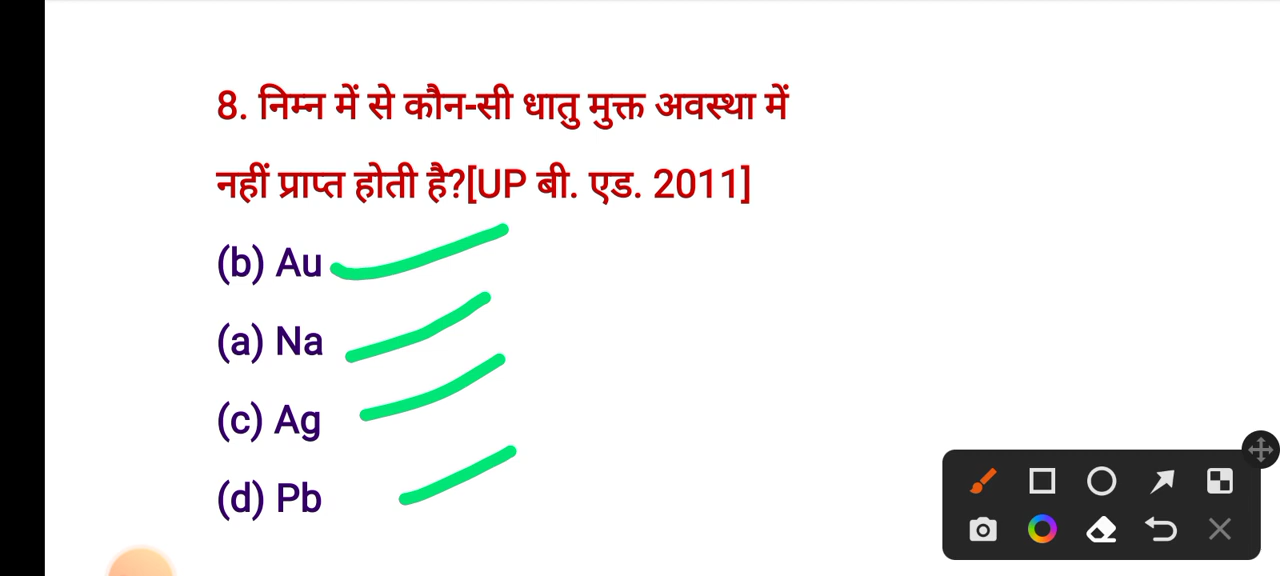 8. निम्न में से कौन-सी धातु मुक्त अवस्था में
नहीं प्राप्त होती है?[UP बी. एड. 2011]
(b) Au
(a) Na
(c) Ag
(d) Pb